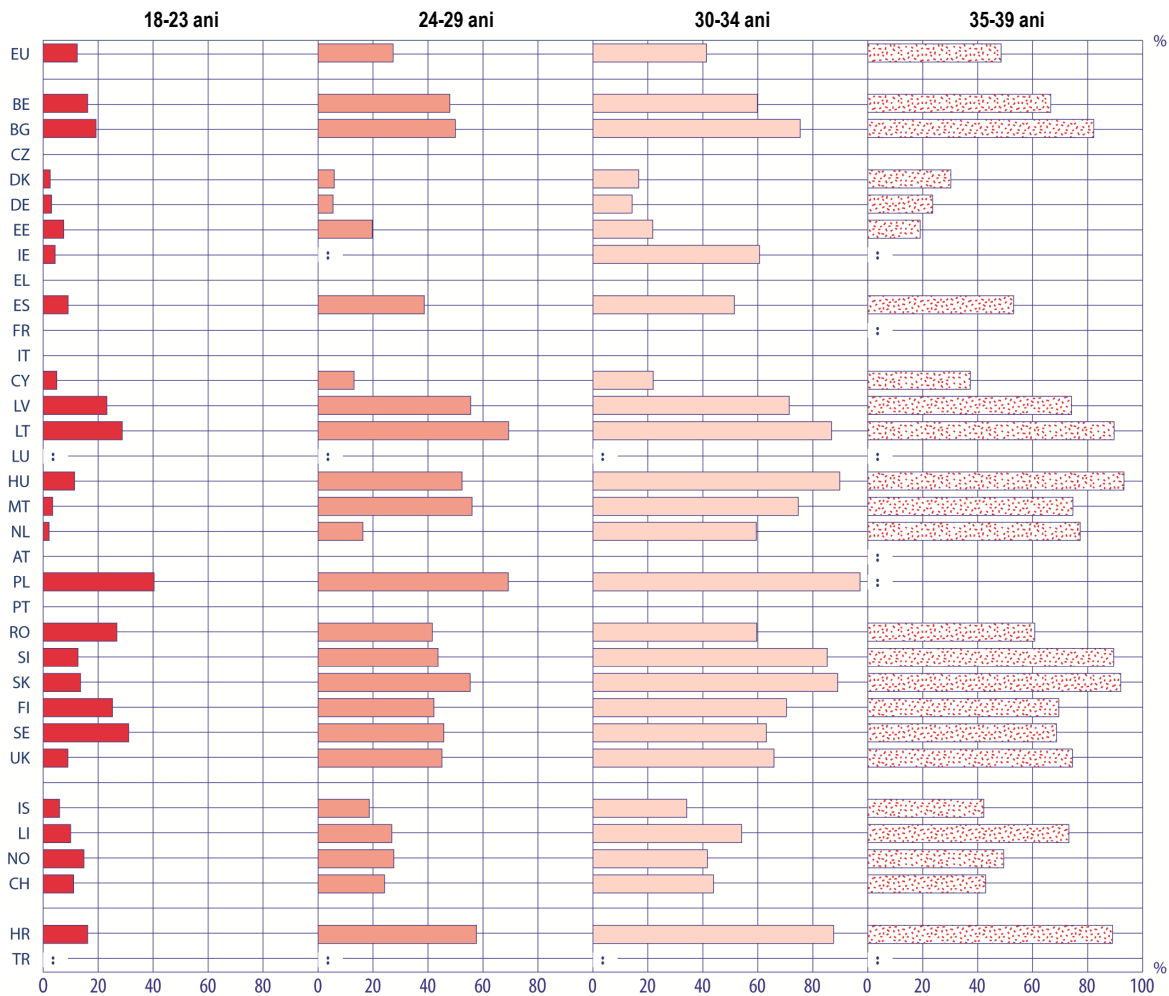 18-23 ani 24-29 ani 30-34 ani 35-39 ani
EU %
BE
BG
CZ
DK
DE
EE
IE : :
EL
ES
FR :
IT
CY
LV
LT
LU : : : :
HU
MT
NL
AT :
PL :
PT
RO
SI
SK
FI
SE
UK
IS
LI
NO
CH
HR
TR : : : : %
0 20 40 60 80 0 20 40 60 80 0 20 40 60 80 0 20 40 60 80 100